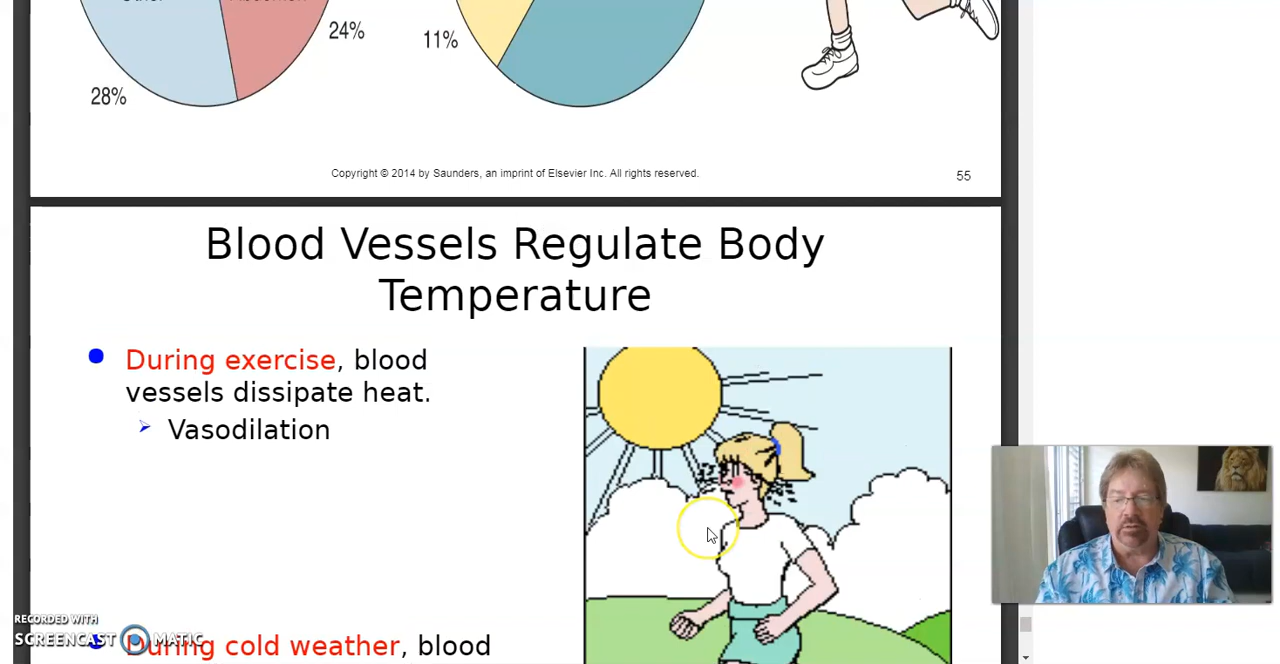 24%
11%
28%
Copyright © 2014 by Saunders, an imprint of Elsevier Inc. All rights reserved.
55
Blood Vessels Regulate Body
Temperature
During exercise, blood
vessels dissipate heat.
Vasodilation
During cold weather, blood
RECORDED WITH
SCREENCAST MATIC